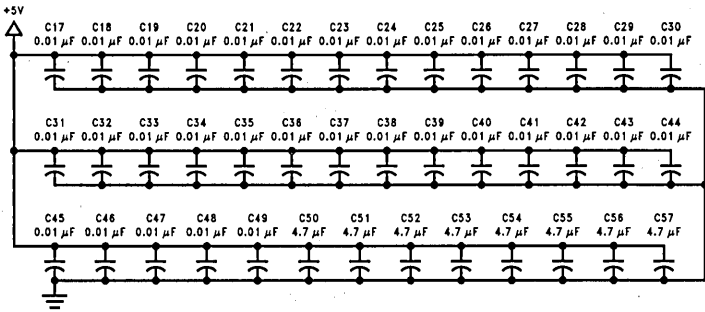 +5V
C17 C18 C19 C20 C21 C22 C23 C24 C25 C26 C27 C28 C29 C30
0.01 µF 0.01 µF 0.01 µF 0.01 µF 0.01 µF 0.01 µF 0.01 µF 0.01 µF 0.01 µF 0.01 µF 0.01 µF 0.01 µF 0.01 µF 0.01 µF
C31 C32 C33 C34 C35 C36 C37 C38 C39 C40 C41 C42 C43 C44
0.01 µF 0.01 µF 0.01 µF 0.01 µF 0.01 µF 0.01 µF 0.01 µF 0.01 µF 0.01 µF 0.01 µF 0.01 µF 0.01 µF 0.01 µF 0.01 µF
C45 C46 C47 C48 C49 C50 C51 C52 C53 C54 C55 C56 C57
0.01 µF 0.01 µF 0.01 µF 0.01 µF 0.01 µF 4.7 µF 4.7 µF 4.7 µF 4.7 µF 4.7 µF 4.7 µF 4.7 µF 4.7 µF